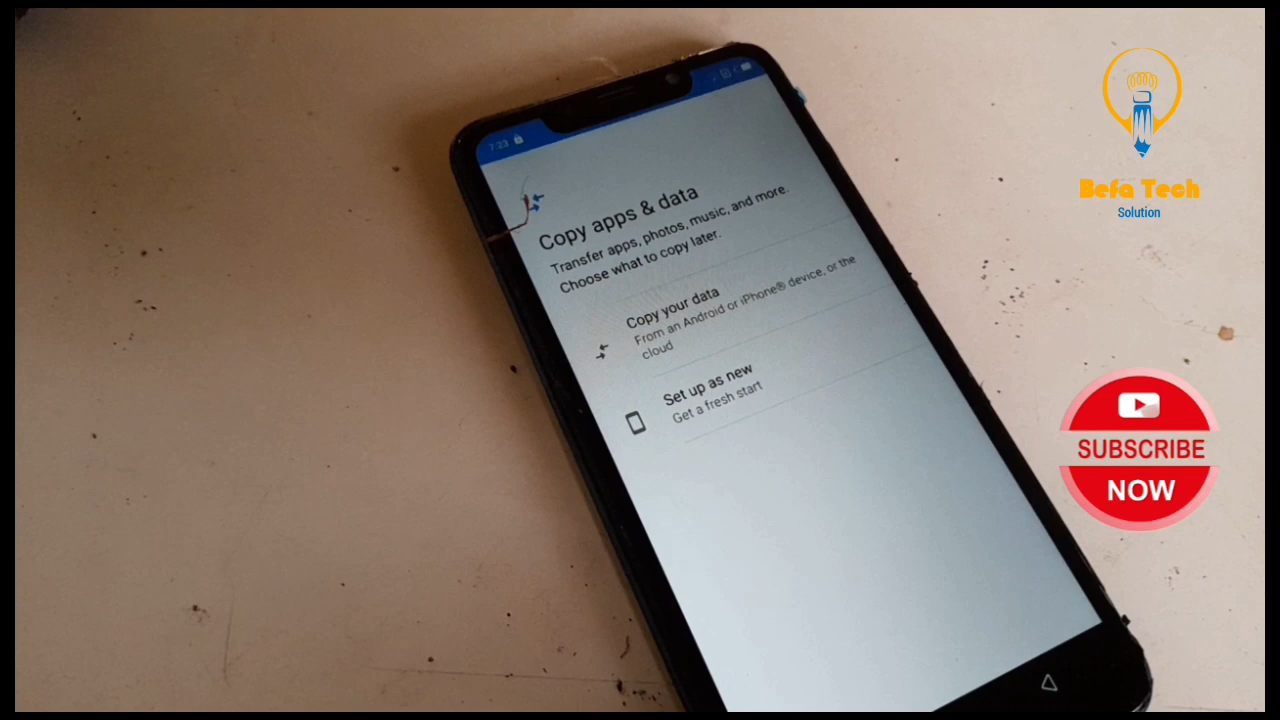 7:23
Copy apps & data
Transfer apps, photos, music, and more.
Choose what to copy later.
Copy your data
From an Android or iPhone® device, or the
cloud
Set up as new
Get a fresh start
Befa Tech
Solution
SUBSCRIBE
NOW